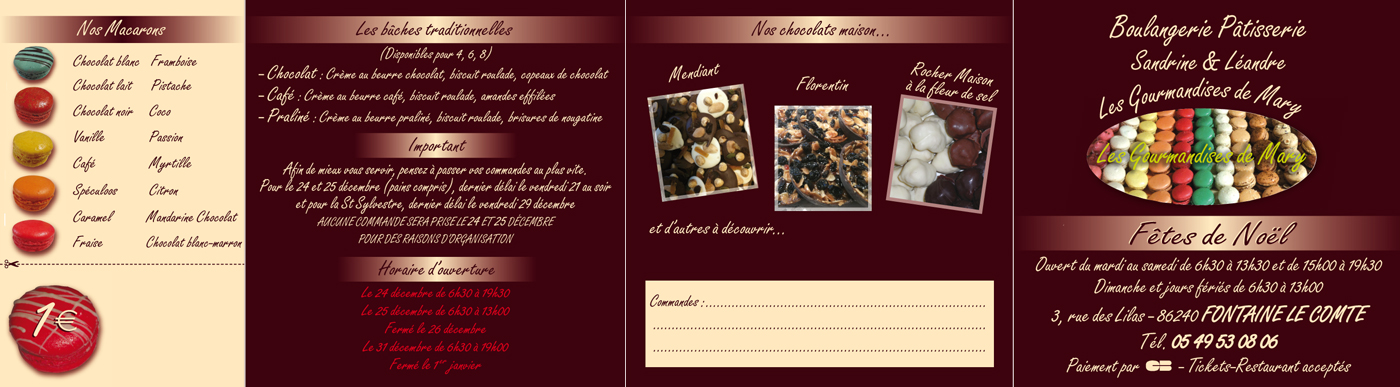 Nos Macarons
Chocolat blanc Framboise
Chocolat lait Pistache
Chocolat noir Coco
Vanille Passion
Café Myrtille
Spéculoos Citron
Caramel Mandarine Chocolat
Fraise Chocolat blanc-marron
1€
Les bûches traditionnelles
(Disponibles pour 4, 6, 8)
- Chocolat : Crème au beurre chocolat, biscuit roulade, copeaux de chocolat
- Café : Crème au beurre café, biscuit roulade, amandes effilées
- Praliné : Crème au beurre praliné, biscuit roulade, brisures de nougatine
Important
Afin de mieux vous servir, pensez à passer vos commandes au plus vite.
Pour le 24 et 25 décembre (pains compris), dernier délai le vendredi 21 au soir
et pour la St Sylvestre, dernier délai le vendredi 29 décembre
AUCUNE COMMANDE SERA PRISE LE 24 ET 25 DÉCEMBRE
POUR DES RAISONS D'ORGANISATION
Horaire d'ouverture
Le 24 décembre de 6h30 à 19h30
Le 25 décembre de 6h30 à 13h00
Fermé le 26 décembre
Le 31 décembre de 6h30 à 19h00
Fermé le 1er janvier
Nos chocolats maison...
Mendiant
Florentin
Rocher Maison
à la fleur de sel
et d'autres à découvrir...
Commandes :
Boulangerie Pâtisserie
Sandrine & Léandre
Les Gourmandises de Mary
Les Gourmandises de Mary
Fêtes de Noël
Ouvert du mardi au samedi de 6h30 à 13h30 et de 15h00 à 19h30
Dimanche et jours fériés de 6h30 à 13h00
3, rue des Lilas - 86240 FONTAINE LE COMTE
Tél. 05 49 53 08 06
Paiement par CB - Tickets-Restaurant acceptés